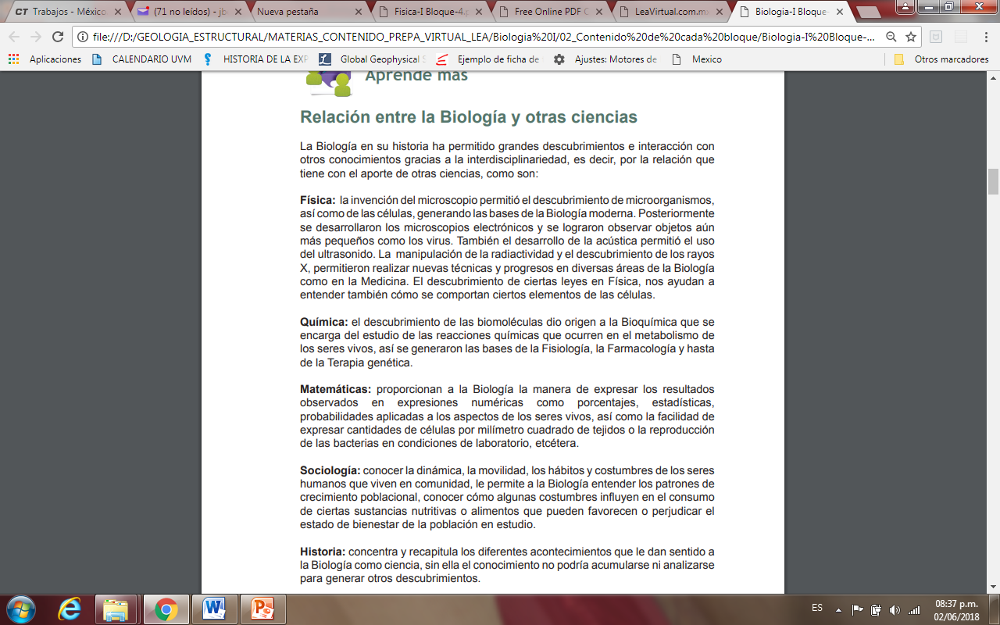 Trabajos - México
(71 no leídos) - jb
Nueva pestaña
Fisica-I Bloque-4.p
Free Online PDF C
LeaVirtual.com.mx
Biologia-I Bloque-
file:///D:/GEOLOGIA_ESTRUCTURAL/MATERIAS_CONTENIDO_PREPA_VIRTUAL_LEA/Biologia%20I/02_Contenido%20de%20cada%20bloque/Biologia-I%20Bloque-...
Aplicaciones
CALENDARIO UVM
HISTORIA DE LA EXP
Global Geophysical S
Ejemplo de ficha de
Ajustes: Motores de
Mexico
Otros marcadores
Aprende más
Relación entre la Biología y otras ciencias
La Biología en su historia ha permitido grandes descubrimientos e interacción con
otros conocimientos gracias a la interdisciplinariedad, es decir, por la relación que
tiene con el aporte de otras ciencias, como son:
Física: la invención del microscopio permitió el descubrimiento de microorganismos,
así como de las células, generando las bases de la Biología moderna. Posteriormente
se desarrollaron los microscopios electrónicos y se lograron observar objetos aún
más pequeños como los virus. También el desarrollo de la acústica permitió el uso
del ultrasonido. La manipulación de la radiactividad y el descubrimiento de los rayos
X, permitieron realizar nuevas técnicas y progresos en diversas áreas de la Biología
como en la Medicina. El descubrimiento de ciertas leyes en Física, nos ayudan a
entender también cómo se comportan ciertos elementos de las células.
Química: el descubrimiento de las biomoléculas dio origen a la Bioquímica que se
encarga del estudio de las reacciones químicas que ocurren en el metabolismo de
los seres vivos, así se generaron las bases de la Fisiología, la Farmacología y hasta
de la Terapia genética.
Matemáticas: proporcionan a la Biología la manera de expresar los resultados
observados en expresiones numéricas como porcentajes, estadísticas,
probabilidades aplicadas a los aspectos de los seres vivos, así como la facilidad de
expresar cantidades de células por milímetro cuadrado de tejidos o la reproducción
de las bacterias en condiciones de laboratorio, etcétera.
Sociología: conocer la dinámica, la movilidad, los hábitos y costumbres de los seres
humanos que viven en comunidad, le permite a la Biología entender los patrones de
crecimiento poblacional, conocer cómo algunas costumbres influyen en el consumo
de ciertas sustancias nutritivas o alimentos que pueden favorecen o perjudicar el
estado de bienestar de la población en estudio.
Historia: concentra y recapitula los diferentes acontecimientos que le dan sentido a
la Biología como ciencia, sin ella el conocimiento no podría acumularse ni analizarse
para generar otros descubrimientos.
ES
08:37 p.m.
02/06/2018